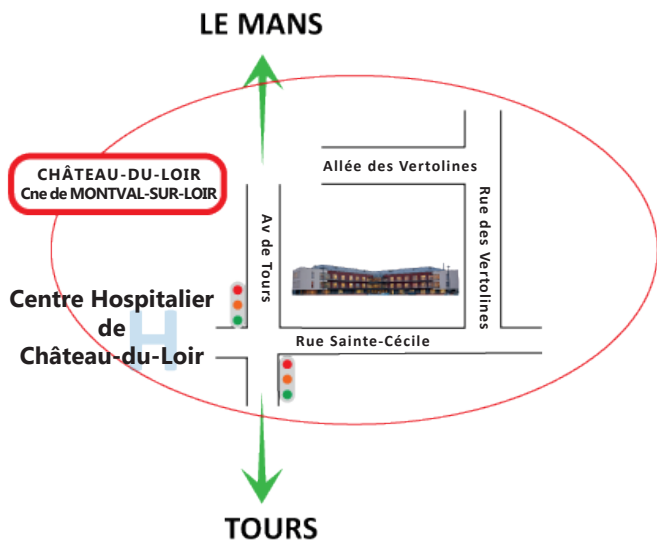 LE MANS
CHÂTEAU-DU-LOIR
Cne de MONTVAL-SUR-LOIR
Allée des Vertolines
Rue des Vertolines
Av de Tours
Centre Hospitalier
de
Château-du-Loir
H
Rue Sainte-Cécile
TOURS